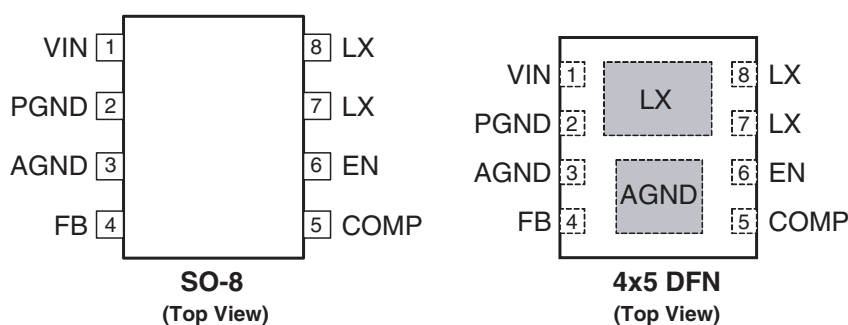 VIN 1 8 LX
PGND 2 7 LX
AGND 3 6 EN
FB 4 5 COMP
SO-8
(Top View)
VIN 1 LX 8 LX
PGND 2 7 LX
AGND 3 AGND 6 EN
FB 4 5 COMP
4x5 DFN
(Top View)